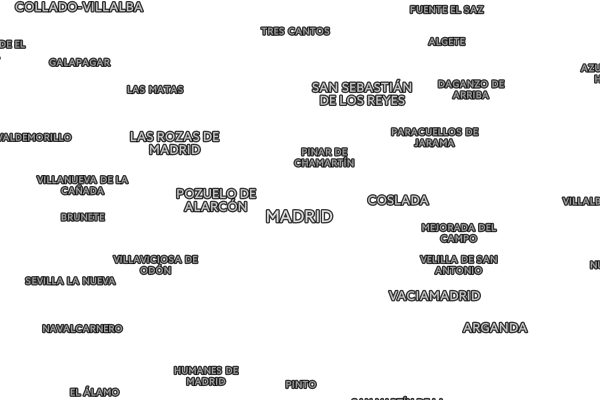 COLLADO-VILLALBA
FUENTE EL SAZ
TRES CANTOS
ALGETE
DE EL
GALAPAGAR
LAS MATAS
SAN SEBASTIÁN
DE LOS REYES
DAGANZO DE
ARRIBA
VALDEMORILLO
LAS ROZAS DE
MADRID
PARACUELLOS DE
JARAMA
PINAR DE
CHAMARTÍN
VILLANUEVA DE LA
CAÑADA
POZUELO DE
ALARCÓN
COSLADA
BRUNETE
MADRID
MEJORADA DEL
CAMPO
VILLAVICIOSA DE
ODÓN
VELILLA DE SAN
ANTONIO
SEVILLA LA NUEVA
VACIAMADRID
NAVALCARNERO
ARGANDA
HUMANES DE
MADRID
PINTO
EL ÁLAMO